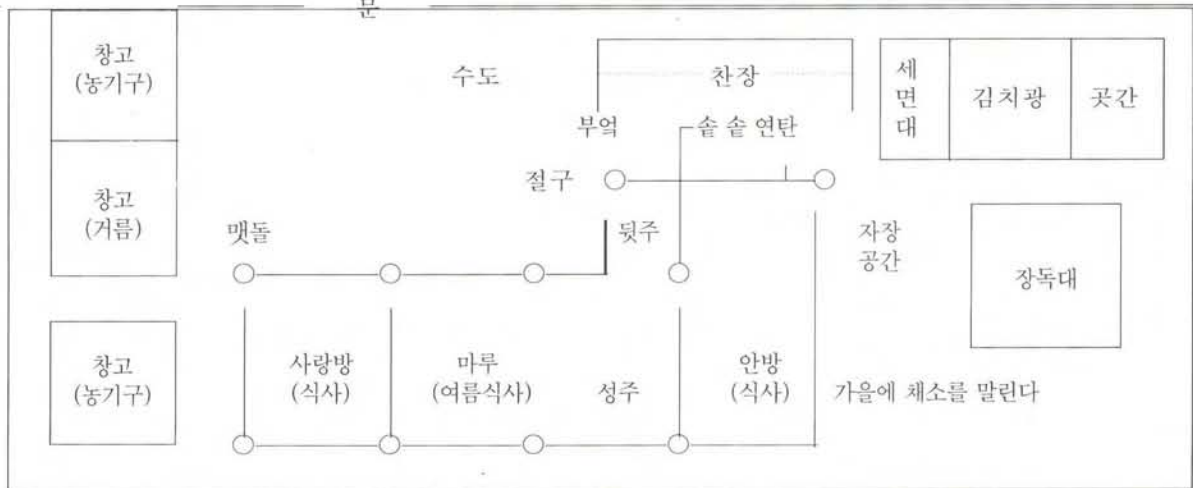 문
창고
(농기구)
수도
찬장
세
면
대
김치광
곳간
부엌
솥 솥 연탄
절구
창고
(거름)
맷돌
뒷주
자장
공간
장독대
창고
(농기구)
사랑방
(식사)
마루
(여름식사)
성주
안방
(식사)
가을에 채소를 말린다